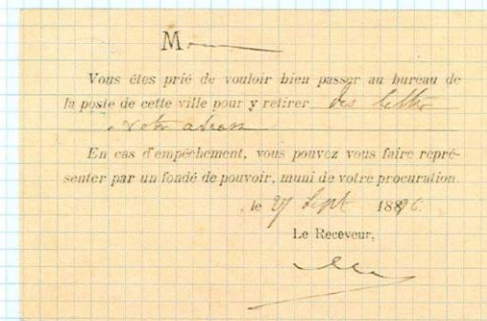 M
Vous êtes prié de vouloir bien passer au bureau de
la poste de cette ville pour y retirer des lettres
à votre adresse
En cas d'empêchement, vous pouvez vous faire repré-
senter par un fondé de pouvoir, muni de votre procuration.
le 27 Sept 1896.
Le Receveur,